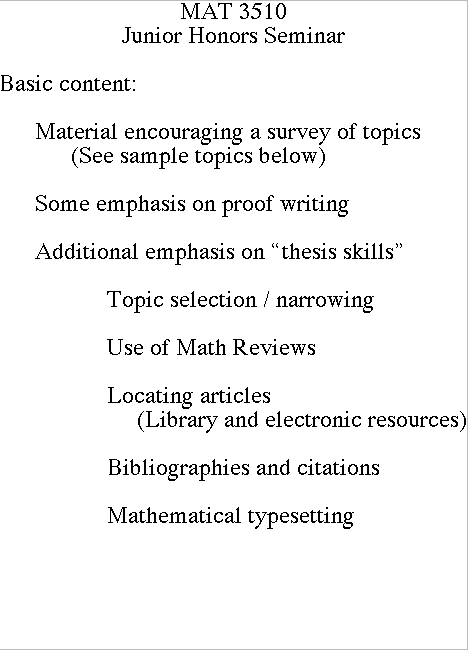 MAT 3510
Junior Honors Seminar
Basic content:
Material encouraging a survey of topics
(See sample topics below)
Some emphasis on proof writing
Additional emphasis on “thesis skills”
Topic selection / narrowing
Use of Math Reviews
Locating articles
(Library and electronic resources)
Bibliographies and citations
Mathematical typesetting